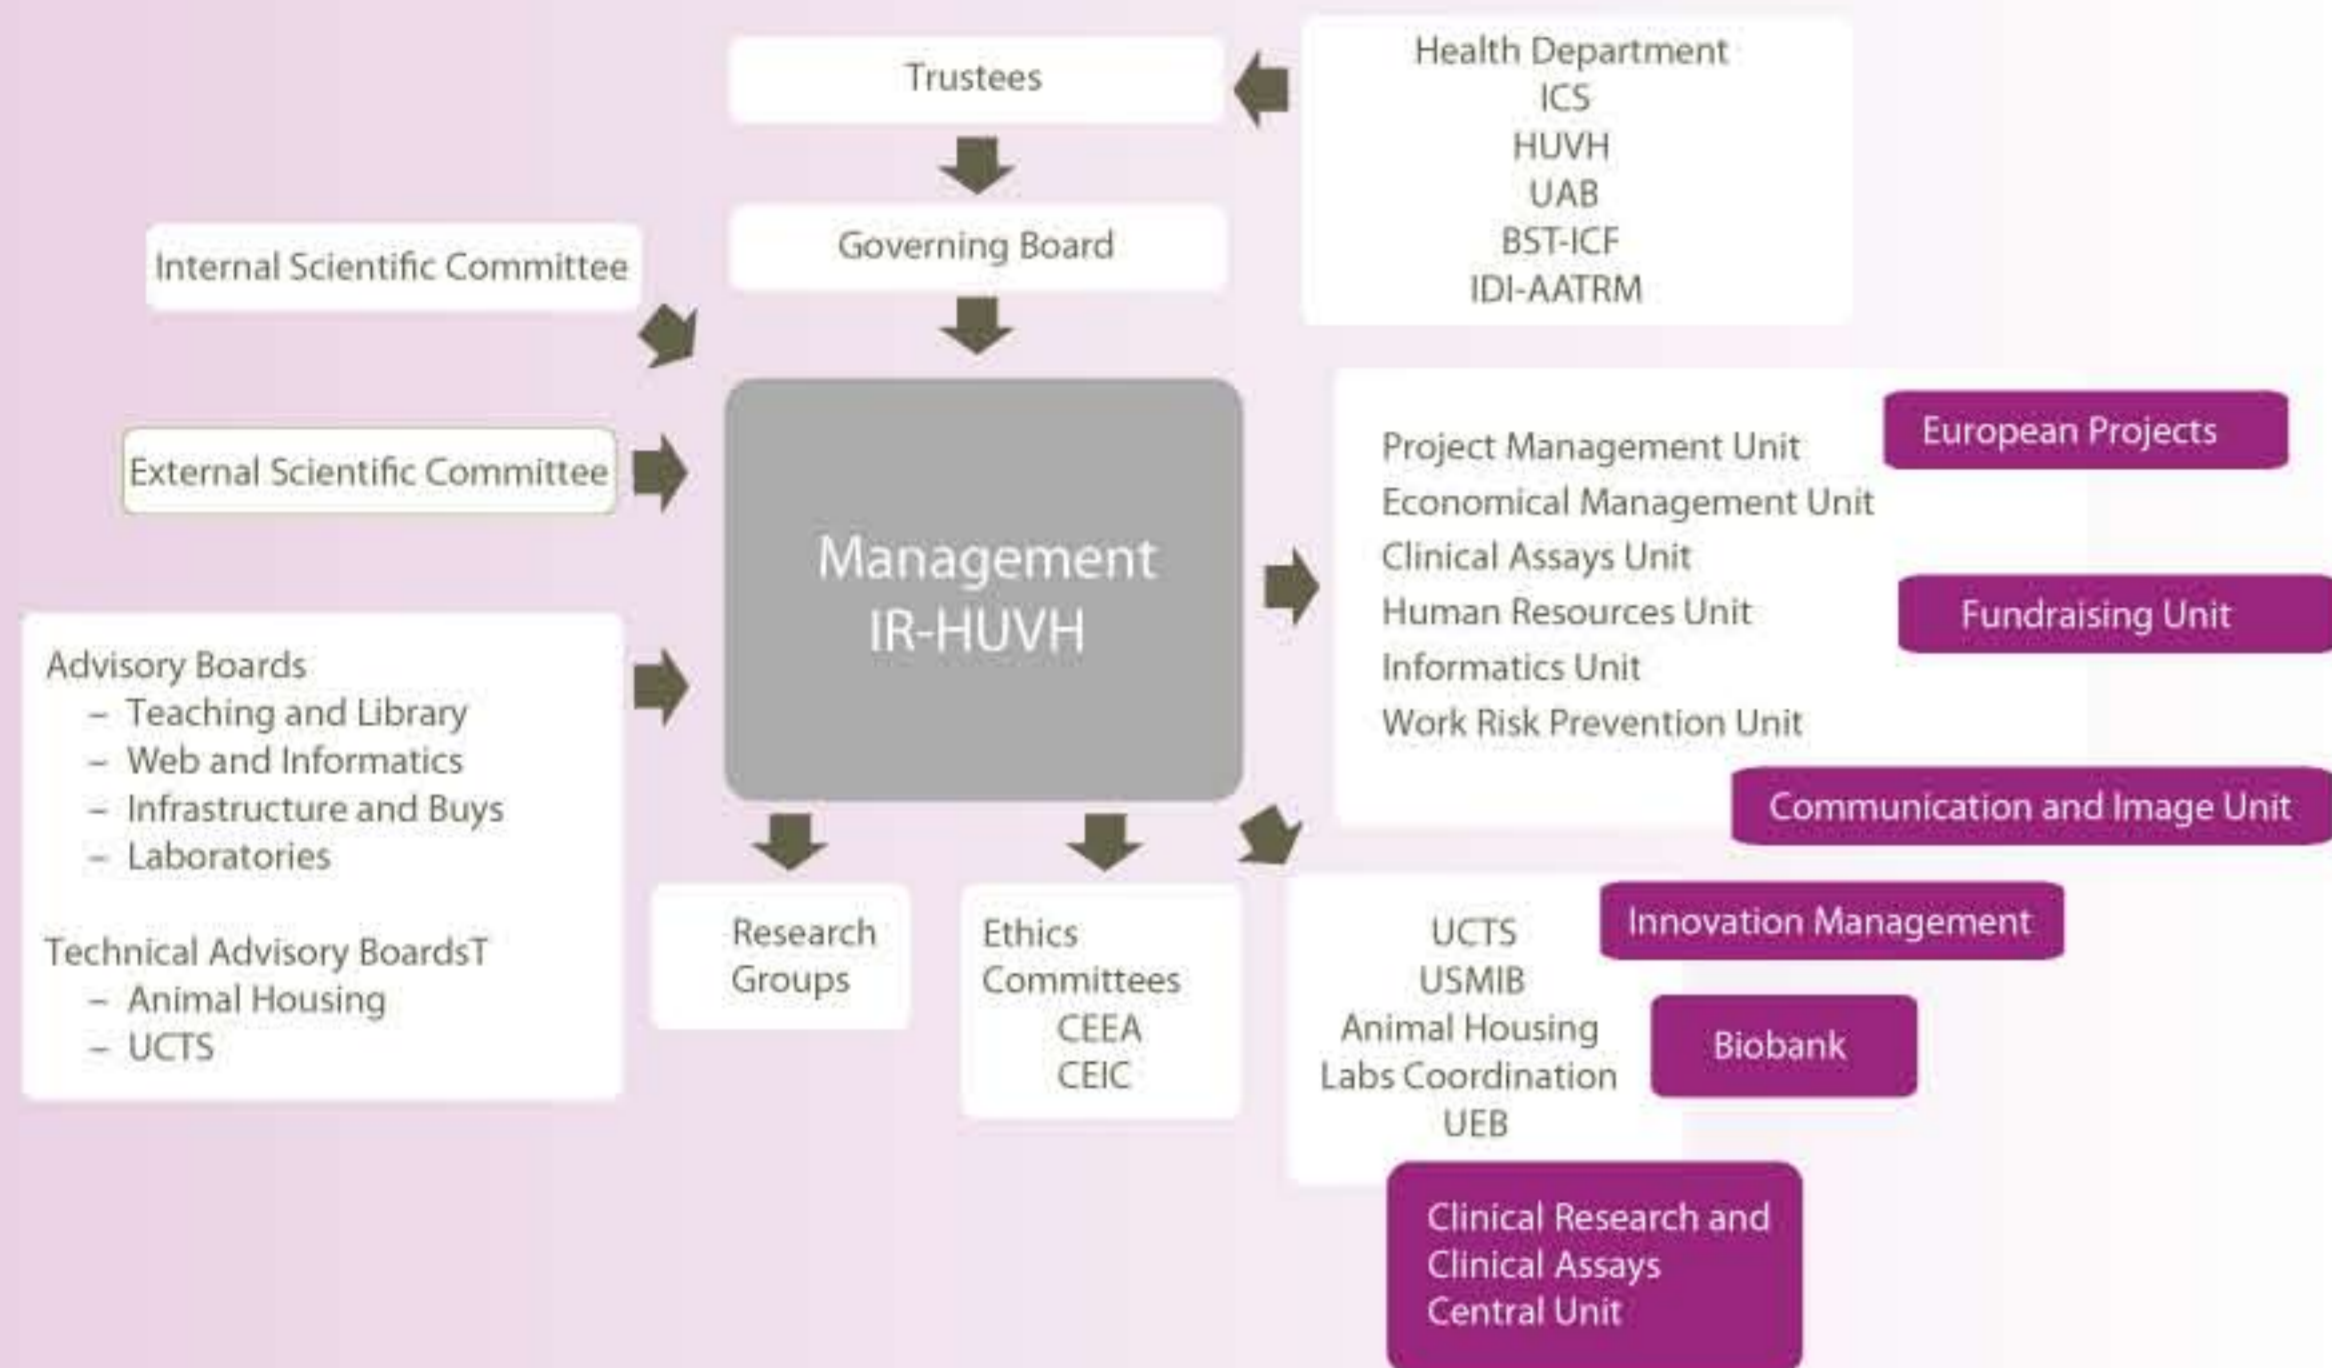 Trustees
Health Department
ICS
HUVH
UAB
BST-ICF
IDI-AATRM
Governing Board
Internal Scientific Committee
External Scientific Committee
Management
IR-HUVH
Project Management Unit
Economical Management Unit
Clinical Assays Unit
Human Resources Unit
Informatics Unit
Work Risk Prevention Unit
European Projects
Fundraising Unit
Communication and Image Unit
Advisory Boards
– Teaching and Library
– Web and Informatics
– Infrastructure and Buys
– Laboratories
Technical Advisory BoardsT
– Animal Housing
– UCTS
Research
Groups
Ethics
Committees
CEEA
CEIC
UCTS
USMIB
Animal Housing
Labs Coordination
UEB
Innovation Management
Biobank
Clinical Research and
Clinical Assays
Central Unit